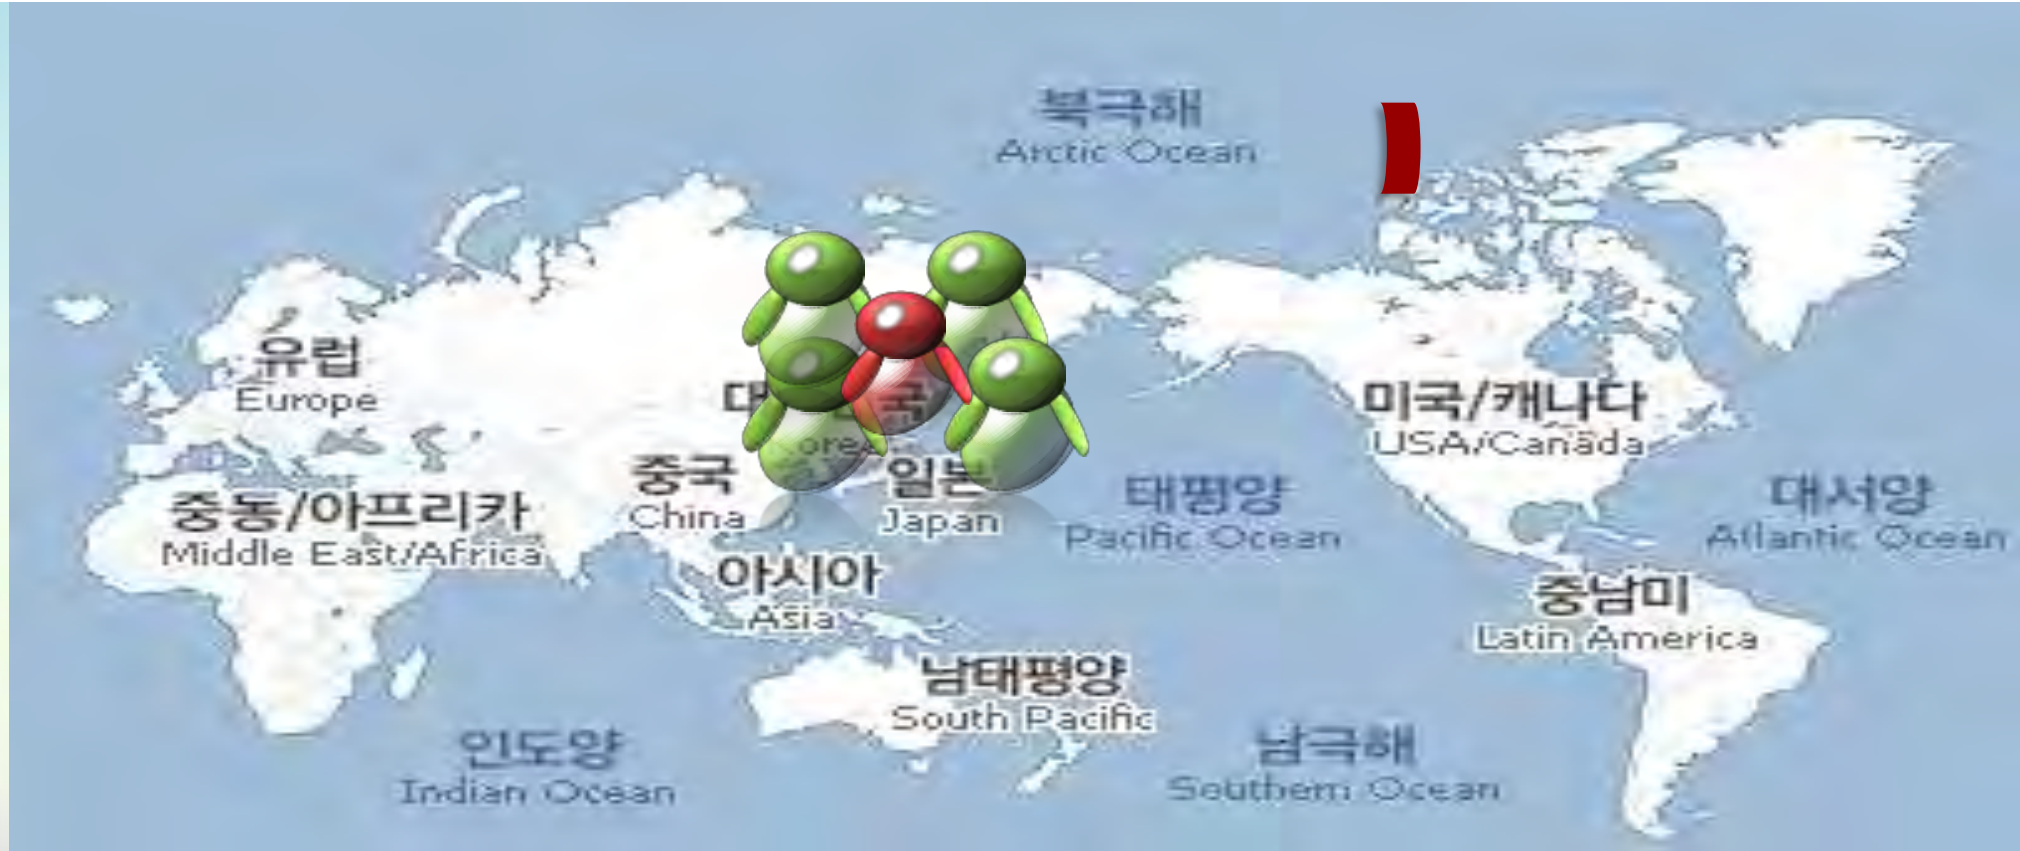 북극해
Arctic Ocean
유럽
Europe
대 국
orea
미국/캐나다
USA/Canada
중국
China
일본
Japan
중동/아프리카
Middle East/Africa
태평양
Pacific Ocean
대서양
Atlantic Ocean
아시아
Asia
중남미
Latin America
남태평양
South Pacific
인도양
Indian Ocean
남극해
Southern Ocean